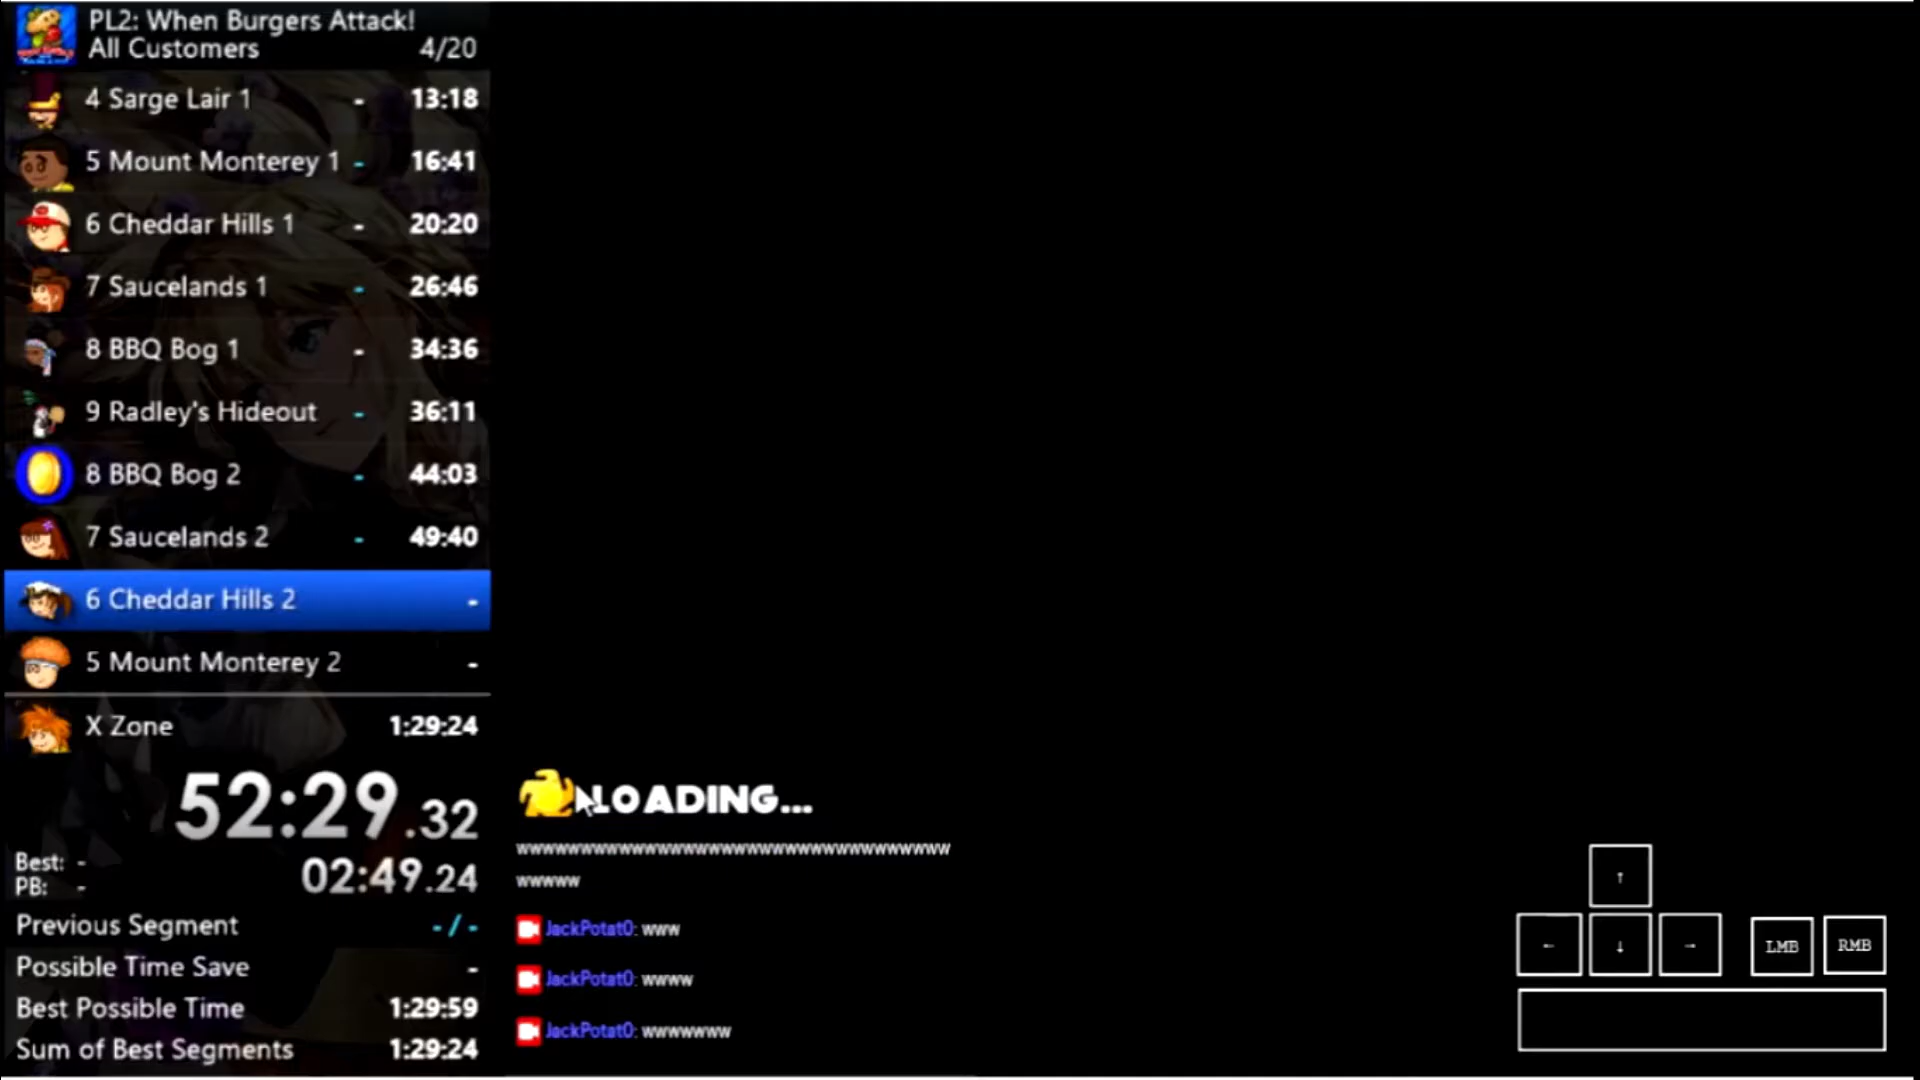 PL2: When Burgers Attack!
All Customers 4/20
4 Sarge Lair 1 - 13:18
5 Mount Monterey 1 - 16:41
6 Cheddar Hills 1 - 20:20
7 Saucelands 1 - 26:46
8 BBQ Bog 1 - 34:36
9 Radley's Hideout - 36:11
8 BBQ Bog 2 - 44:03
7 Saucelands 2 - 49:40
6 Cheddar Hills 2 -
5 Mount Monterey 2 -
X Zone 1:29:24
52:29.32
Best: -
PB: -
02:49.24
Previous Segment -/-
Possible Time Save -
Best Possible Time 1:29:59
Sum of Best Segments 1:29:24
LOADING...
wwwwwwwwwwwwwwwwwwwwwwwwwwwwwwwwww
wwwww
JackPotat0: www
JackPotat0: wwww
JackPotat0: wwwwwww
↑
← ↓ → LMB RMB